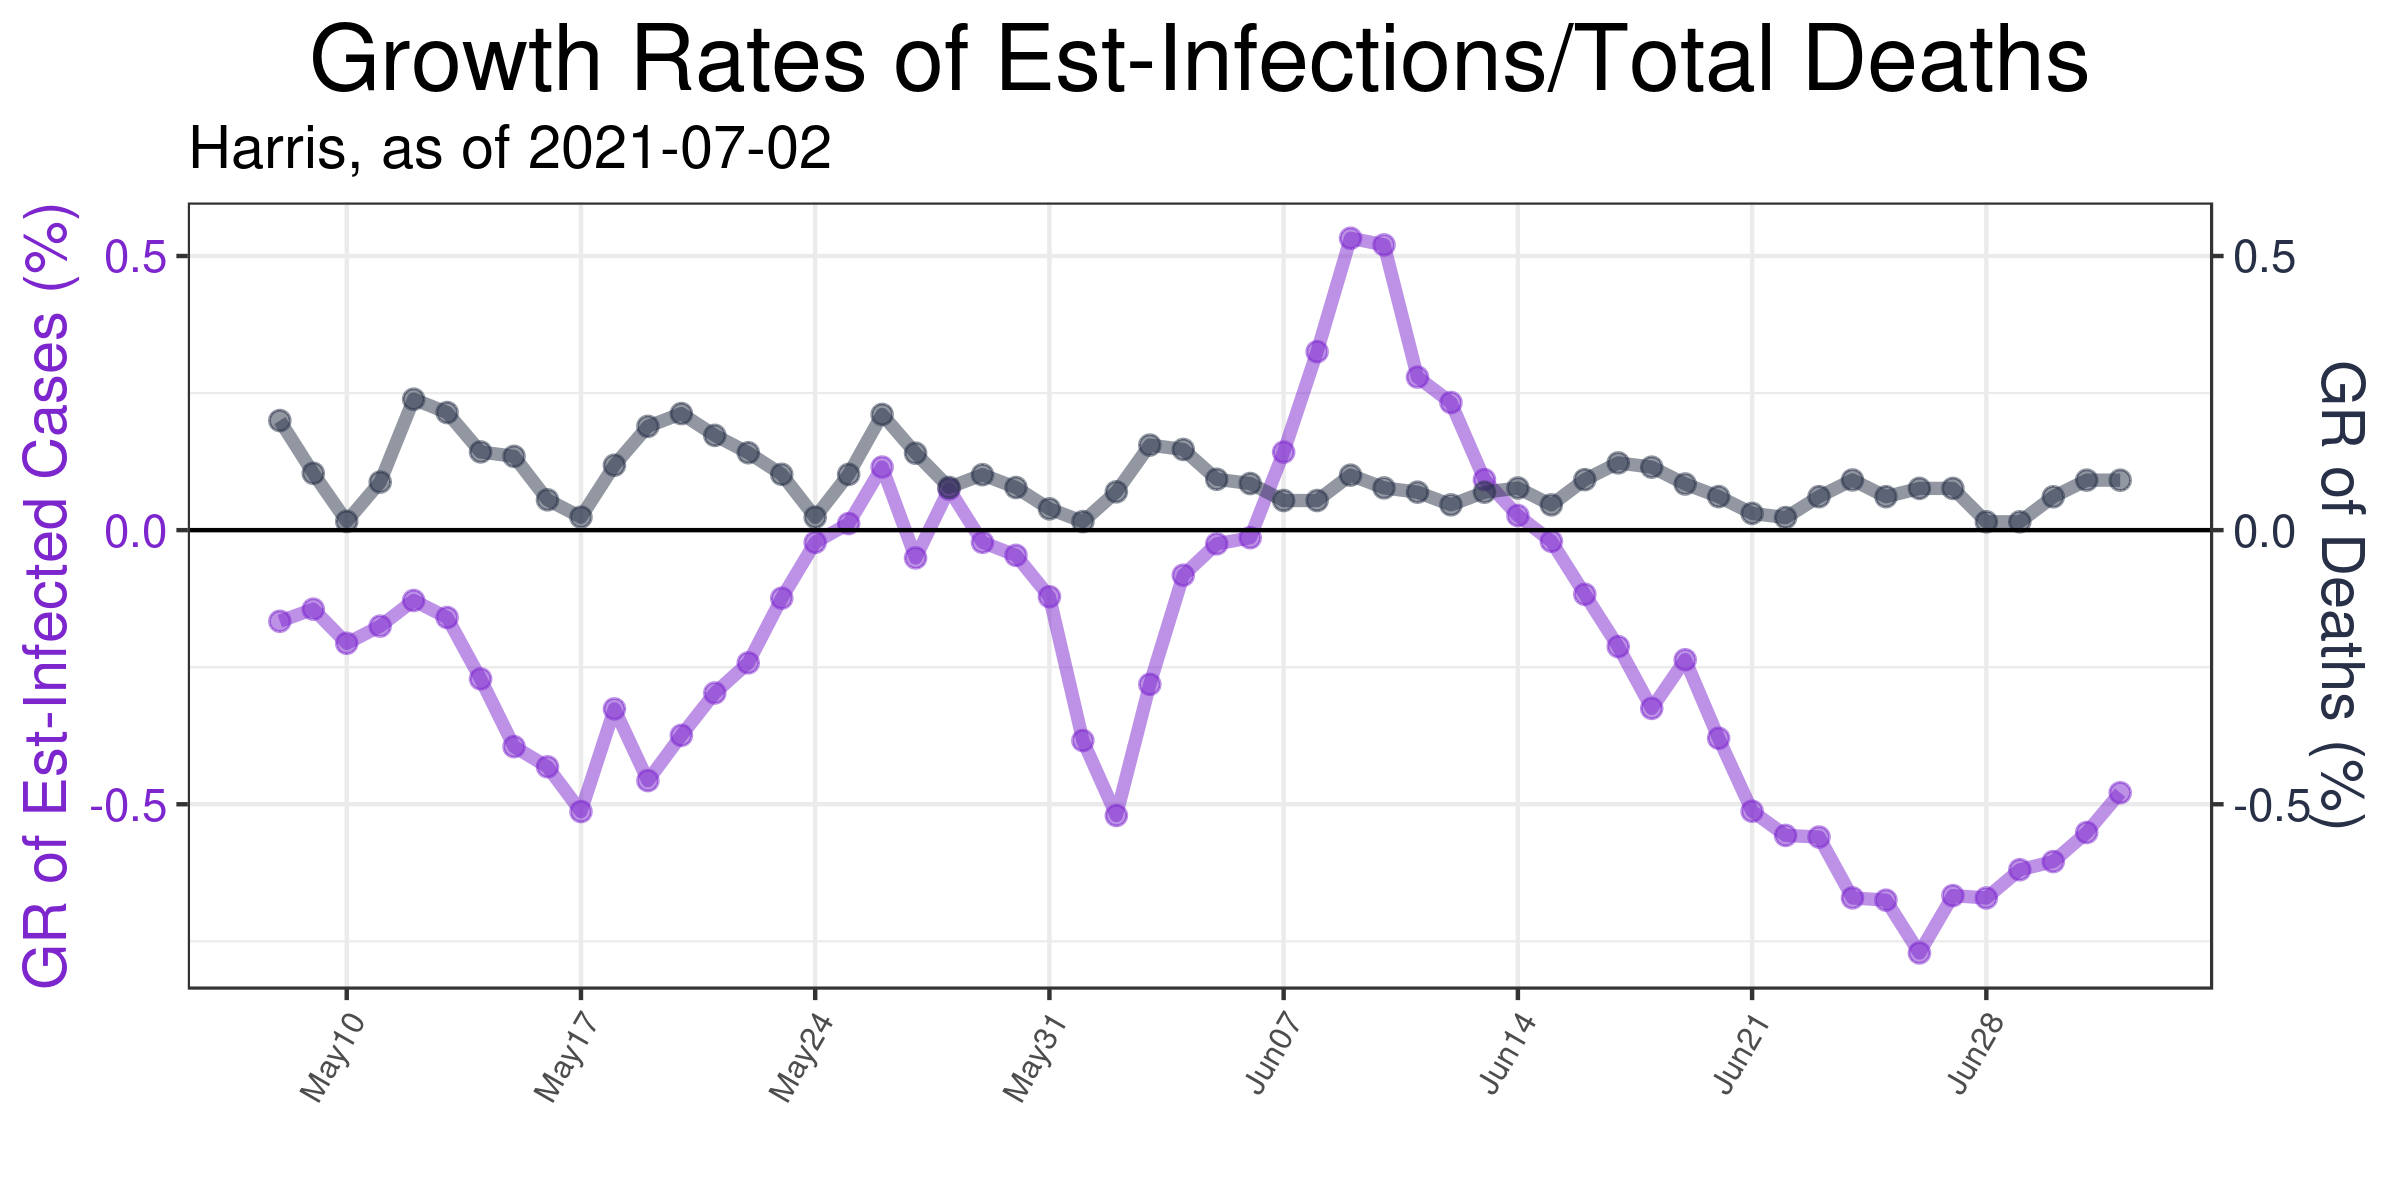 Growth Rates of Est-Infections/Total Deaths
Harris, as of 2021-07-02
GR of Est-Infected Cases (%)
0.5
0.0
-0.5
0.5
0.0
-0.5
GR of Deaths (%)
May10
May17
May24
May31
Jun07
Jun14
Jun21
Jun28